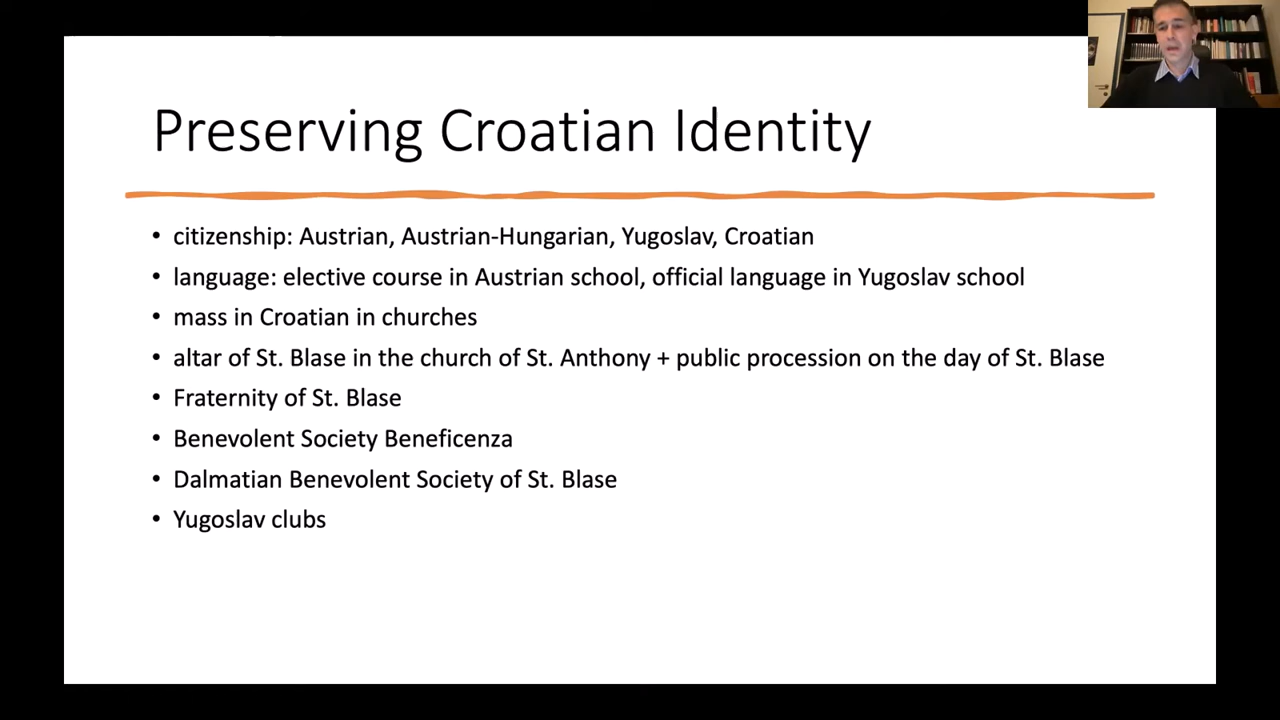 Preserving Croatian Identity
• citizenship: Austrian, Austrian-Hungarian, Yugoslav, Croatian
• language: elective course in Austrian school, official language in Yugoslav school
• mass in Croatian in churches
• altar of St. Blase in the church of St. Anthony + public procession on the day of St. Blase
• Fraternity of St. Blase
• Benevolent Society Beneficenza
• Dalmatian Benevolent Society of St. Blase
• Yugoslav clubs